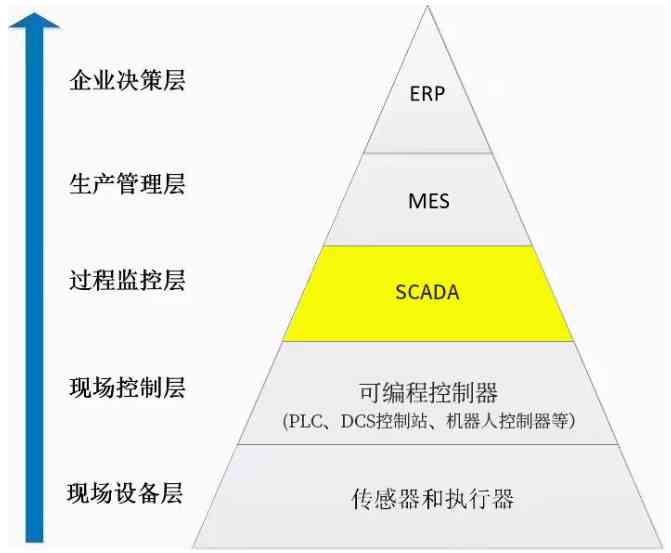 企业决策层
ERP
生产管理层
MES
过程监控层
SCADA
现场控制层
可编程控制器
(PLC、DCS控制站、机器人控制器等)
现场设备层
传感器和执行器